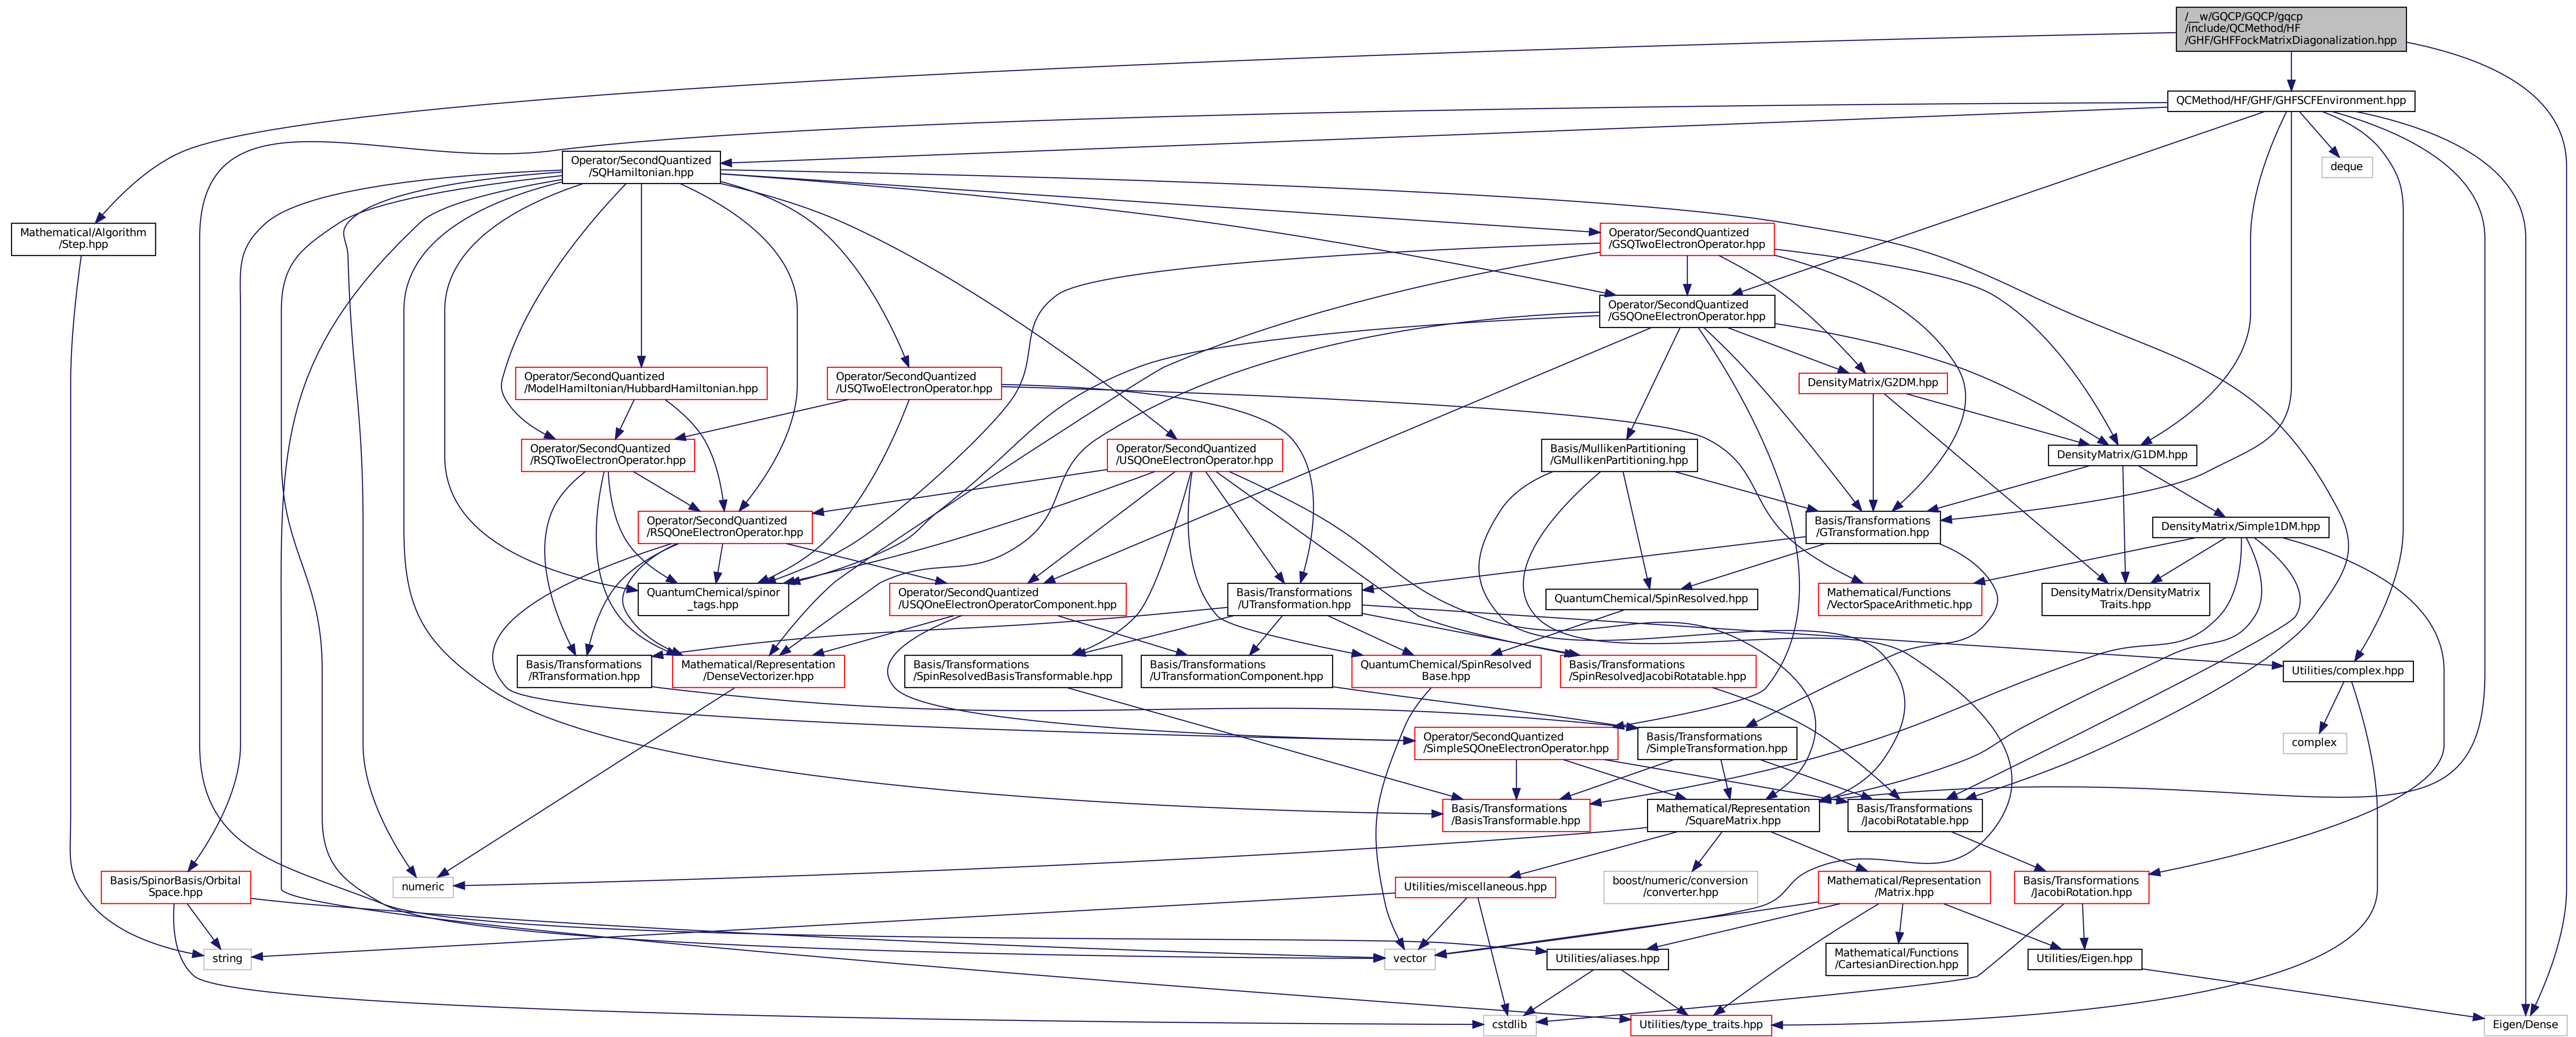 /__w/GQCP/GQCP/gqcp
/include/QCMethod/HF
/GHF/GHFFockMatrixDiagonalization.hpp
QCMethod/HF/GHF/GHFSCFEnvironment.hpp
Operator/SecondQuantized
/SQHamiltonian.hpp
deque
Mathematical/Algorithm
/Step.hpp
Operator/SecondQuantized
/GSQTwoElectronOperator.hpp
Operator/SecondQuantized
/GSQOneElectronOperator.hpp
Operator/SecondQuantized
/ModelHamiltonian/HubbardHamiltonian.hpp
Operator/SecondQuantized
/USQTwoElectronOperator.hpp
DensityMatrix/G2DM.hpp
Operator/SecondQuantized
/RSQTwoElectronOperator.hpp
Operator/SecondQuantized
/USQOneElectronOperator.hpp
Basis/MullikenPartitioning
/GMullikenPartitioning.hpp
DensityMatrix/G1DM.hpp
Operator/SecondQuantized
/RSQOneElectronOperator.hpp
Basis/Transformations
/GTransformation.hpp
DensityMatrix/Simple1DM.hpp
QuantumChemical/spinor
_tags.hpp
Operator/SecondQuantized
/USQOneElectronOperatorComponent.hpp
Basis/Transformations
/UTransformation.hpp
QuantumChemical/SpinResolved.hpp
Mathematical/Functions
/VectorSpaceArithmetic.hpp
DensityMatrix/DensityMatrix
Traits.hpp
Basis/Transformations
/RTransformation.hpp
Mathematical/Representation
/DenseVectorizer.hpp
Basis/Transformations
/SpinResolvedBasisTransformable.hpp
Basis/Transformations
/UTransformationComponent.hpp
QuantumChemical/SpinResolved
Base.hpp
Basis/Transformations
/SpinResolvedJacobiRotatable.hpp
Utilities/complex.hpp
Operator/SecondQuantized
/SimpleSQOneElectronOperator.hpp
Basis/Transformations
/SimpleTransformation.hpp
complex
Basis/Transformations
/BasisTransformable.hpp
Mathematical/Representation
/SquareMatrix.hpp
Basis/Transformations
/JacobiRotatable.hpp
Basis/SpinorBasis/Orbital
Space.hpp
numeric
Utilities/miscellaneous.hpp
boost/numeric/conversion
/converter.hpp
Mathematical/Representation
/Matrix.hpp
Basis/Transformations
/JacobiRotation.hpp
string
vector
Utilities/aliases.hpp
Mathematical/Functions
/CartesianDirection.hpp
Utilities/Eigen.hpp
cstdlib
Utilities/type_traits.hpp
Eigen/Dense